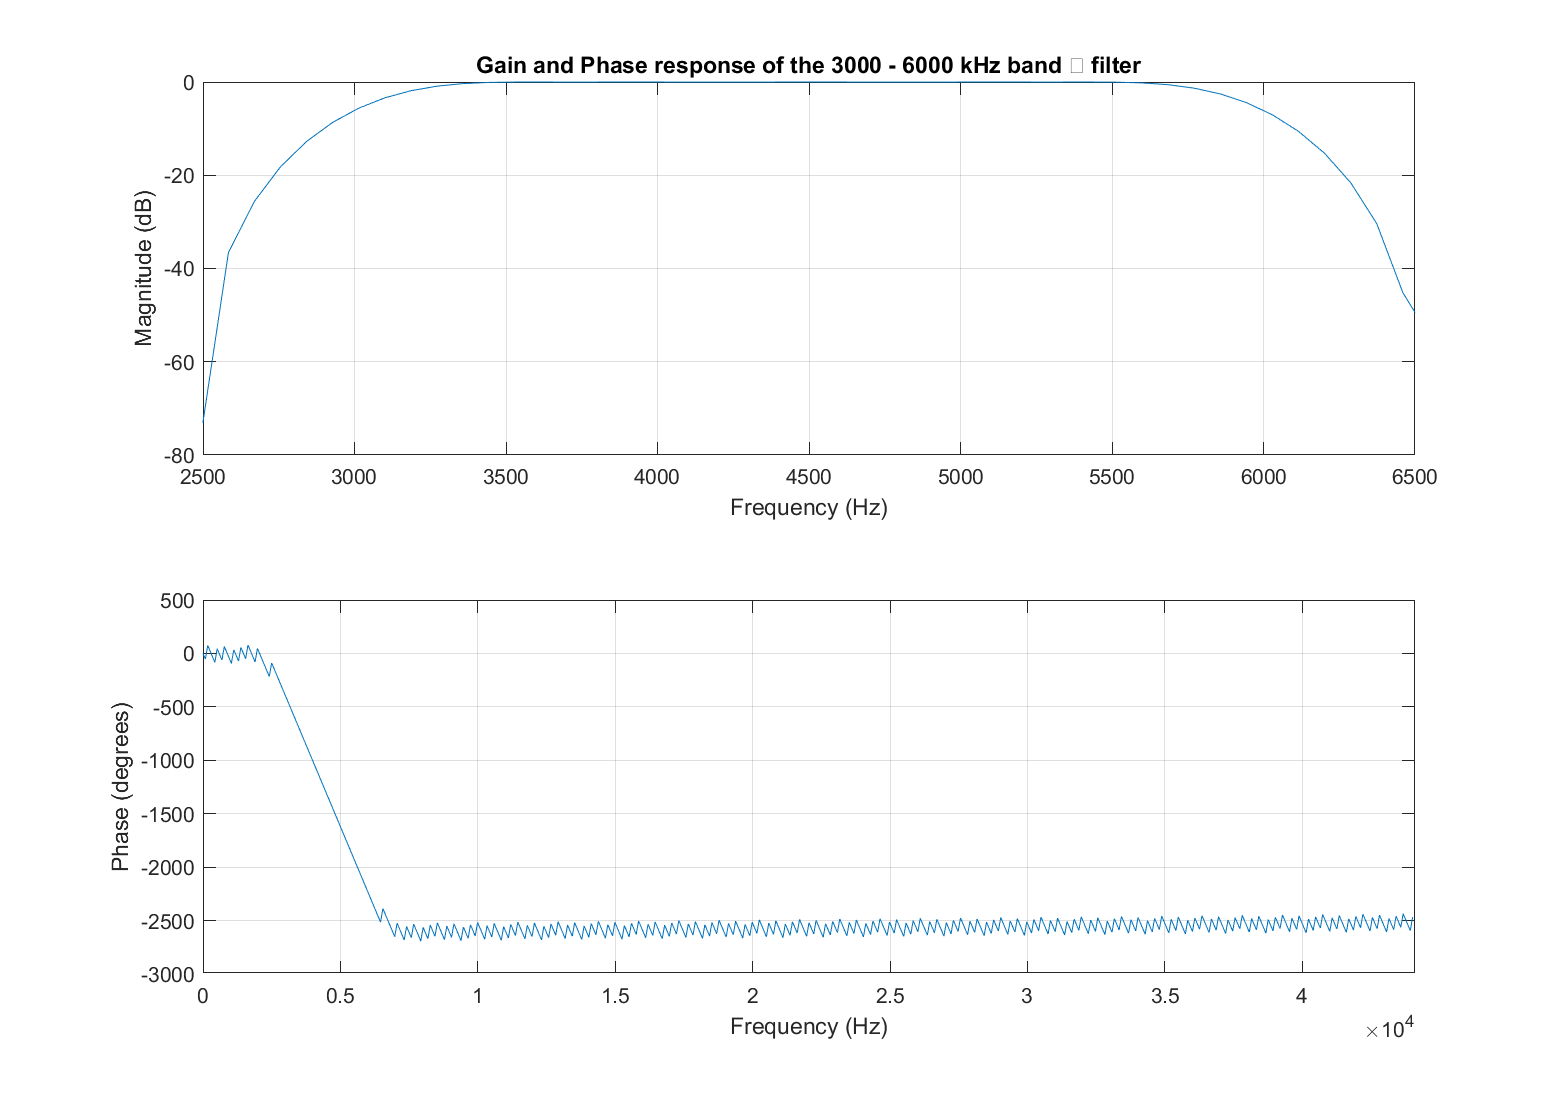 Gain and Phase response of the 3000 - 6000 kHz band □ filter
0
-20
-40
-60
-80
Magnitude (dB)
2500 3000 3500 4000 4500 5000 5500 6000 6500
Frequency (Hz)
500
0
-500
-1000
-1500
-2000
-2500
-3000
Phase (degrees)
0 0.5 1 1.5 2 2.5 3 3.5 4
Frequency (Hz)
×10⁴